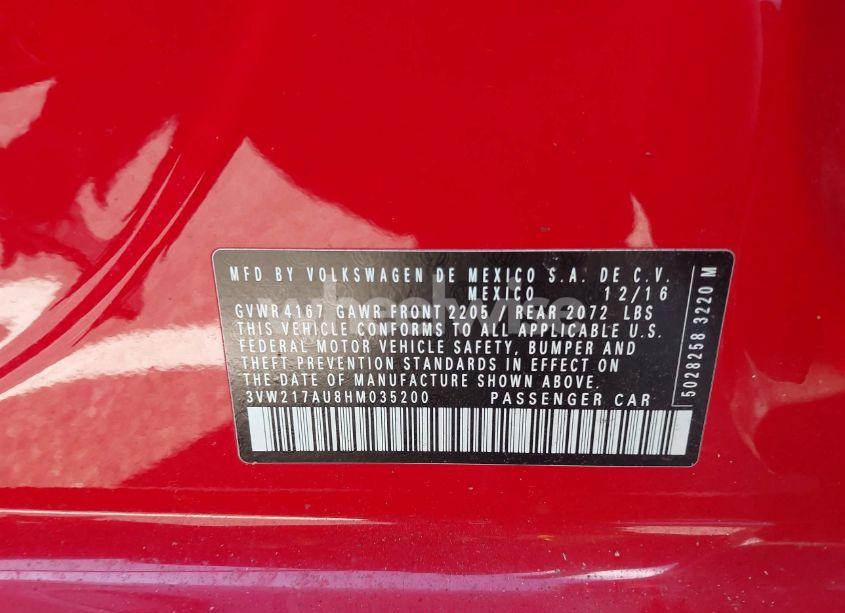 MFD BY VOLKSWAGEN DE MEXICO S.A. DE C.V.
MEXICO 12/16
GVWR 4167 GAWR FRONT 2205 REAR 2072 LBS
THIS VEHICLE CONFORMS TO ALL APPLICABLE U.S.
FEDERAL MOTOR VEHICLE SAFETY, BUMPER AND
THEFT PREVENTION STANDARDS IN EFFECT ON
THE DATE OF MANUFACTURE SHOWN ABOVE.
3VW217AU8HM035200 PASSENGER CAR
5028258 3220 M